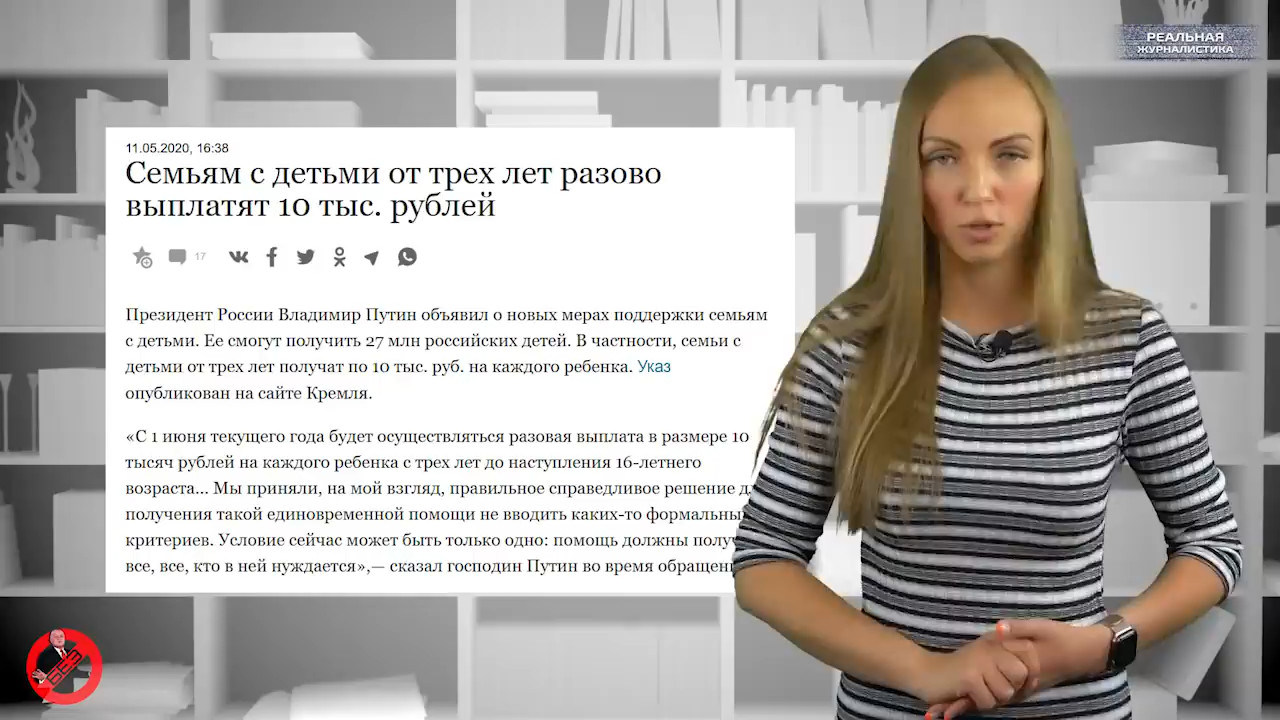 РЕАЛЬНАЯ
ЖУРНАЛИСТИКА
11.05.2020, 16:38
Семьям с детьми от трех лет разово
выплатят 10 тыс. рублей
17
Президент России Владимир Путин объявил о новых мерах поддержки семьям
с детьми. Ее смогут получить 27 млн российских детей. В частности, семьи с
детьми от трех лет получат по 10 тыс. руб. на каждого ребенка. Указ
опубликован на сайте Кремля.
«С 1 июня текущего года будет осуществляться разовая выплата в размере 10
тысяч рублей на каждого ребенка с трех лет до наступления 16-летнего
возраста... Мы приняли, на мой взгляд, правильное справедливое решение
получения такой единовременной помощи не вводить каких-то формальны
критериев. Условие сейчас может быть только одно: помощь должны полу
все, все, кто в ней нуждается»,— сказал господин Путин во время обращен